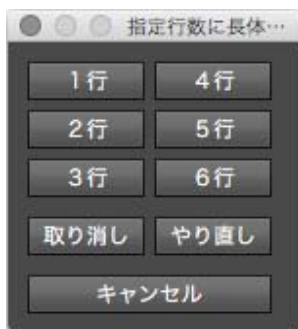 指定行数に長体…
1行 4行
2行 5行
3行 6行
取り消し やり直し
キャンセル